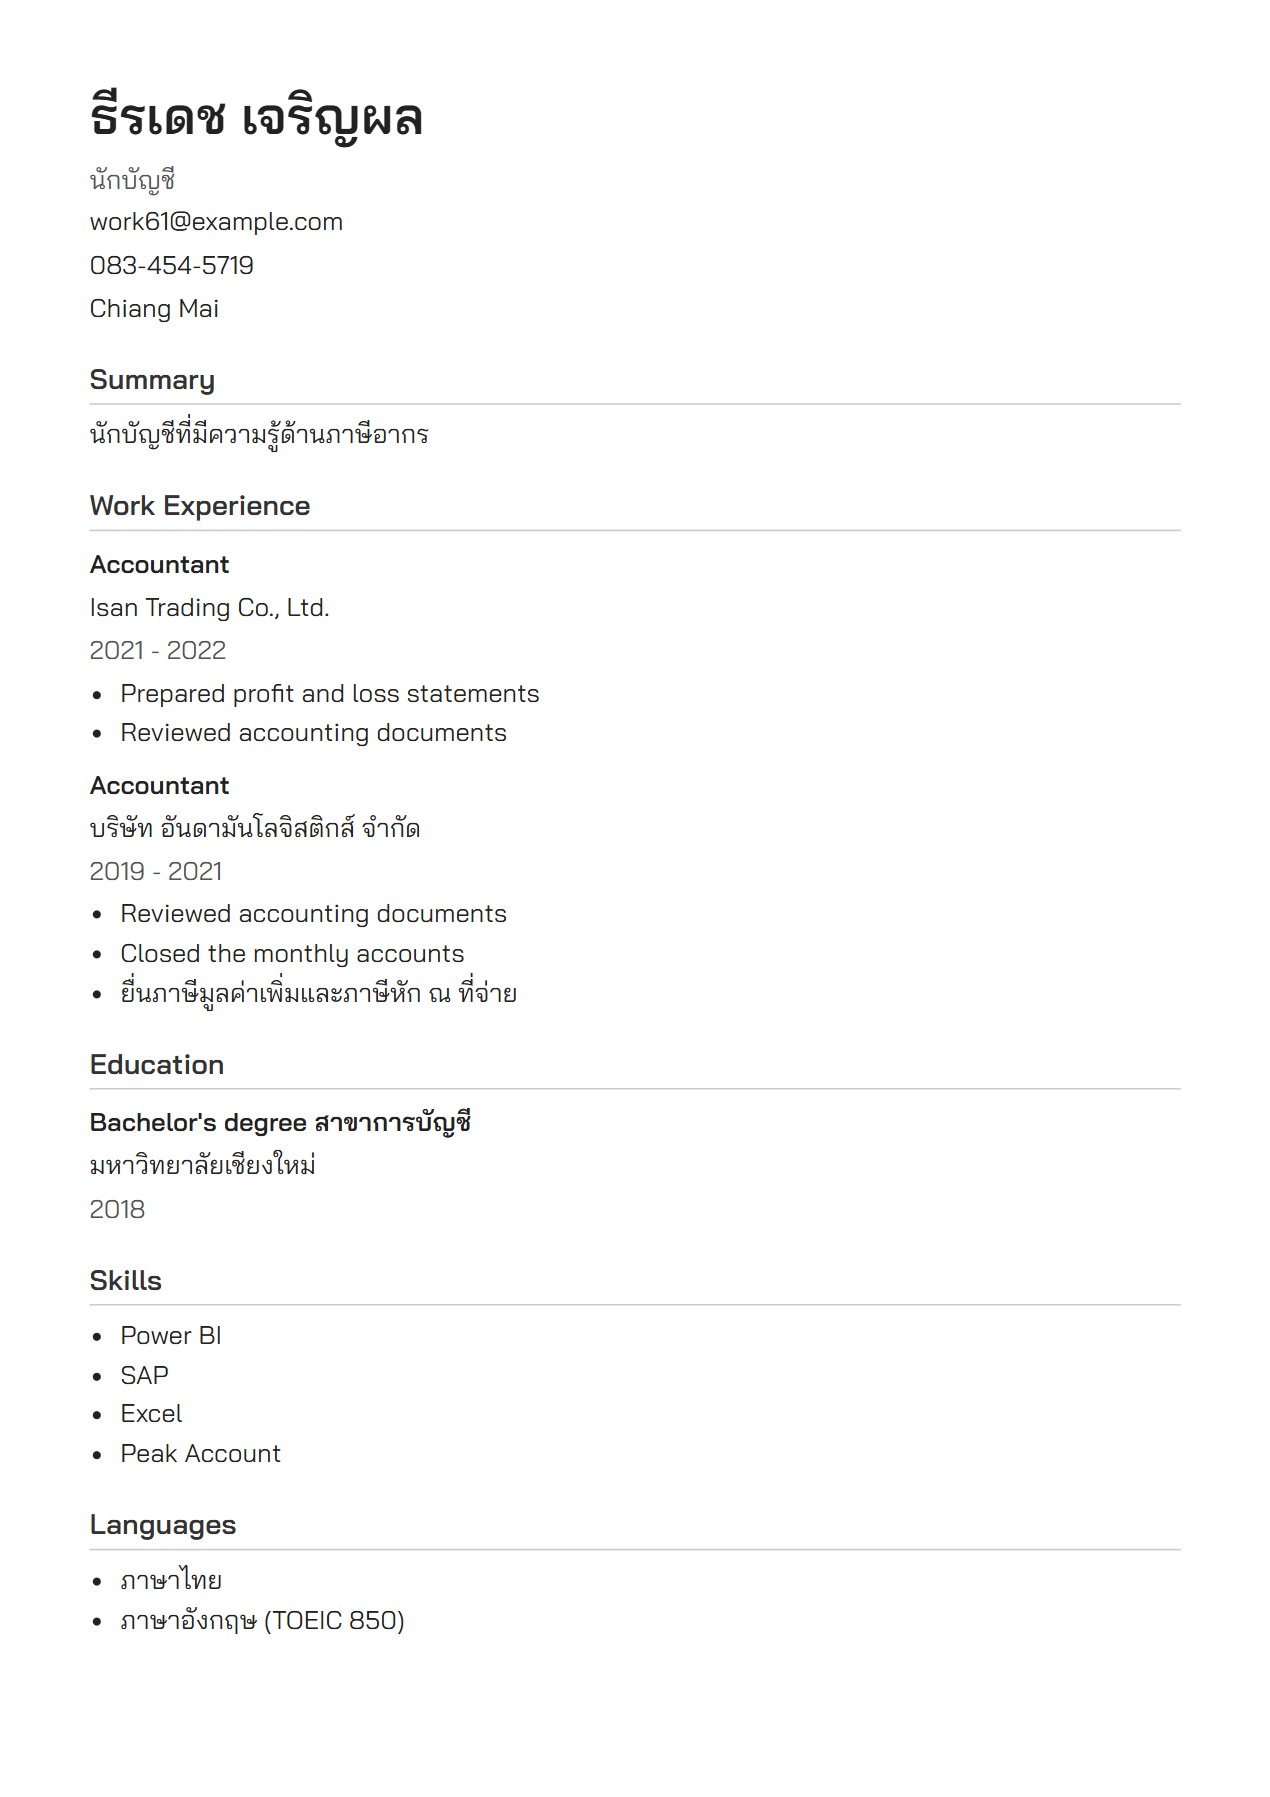 ธีรเดช เจริญผล
นักบัญชี
work61@example.com
083-454-5719
Chiang Mai
Summary
นักบัญชีที่มีความรู้ด้านภาษีอากร
Work Experience
Accountant
Isan Trading Co., Ltd.
2021 - 2022
• Prepared profit and loss statements
• Reviewed accounting documents
Accountant
บริษัท อันดามันโลจิสติกส์ จำกัด
2019 - 2021
• Reviewed accounting documents
• Closed the monthly accounts
• ยื่นภาษีมูลค่าเพิ่มและภาษีหัก ณ ที่จ่าย
Education
Bachelor's degree สาขาการบัญชี
มหาวิทยาลัยเชียงใหม่
2018
Skills
• Power BI
• SAP
• Excel
• Peak Account
Languages
• ภาษาไทย
• ภาษาอังกฤษ (TOEIC 850)